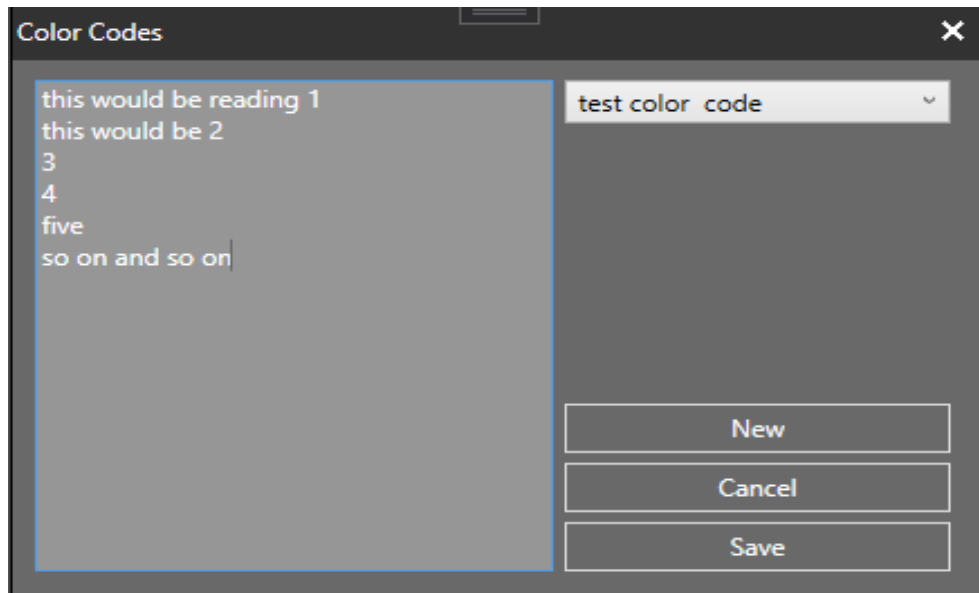 Color Codes
this would be reading 1
this would be 2
3
4
five
so on and so on
test color  code
New
Cancel
Save